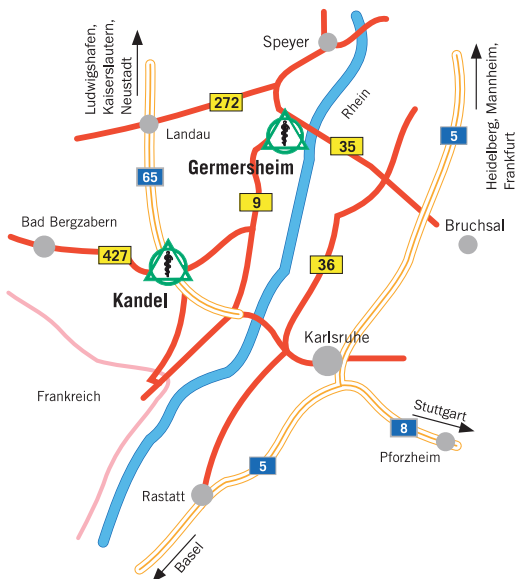 Ludwigshafen,
Kaiserslautern,
Neustadt
Speyer
Rhein
272
Landau
Germersheim
35
5
Heidelberg, Mannheim,
Frankfurt
65
9
Bad Bergzabern
427
Kandel
36
Bruchsal
Karlsruhe
Frankreich
Stuttgart
8
Pforzheim
5
Rastatt
Basel